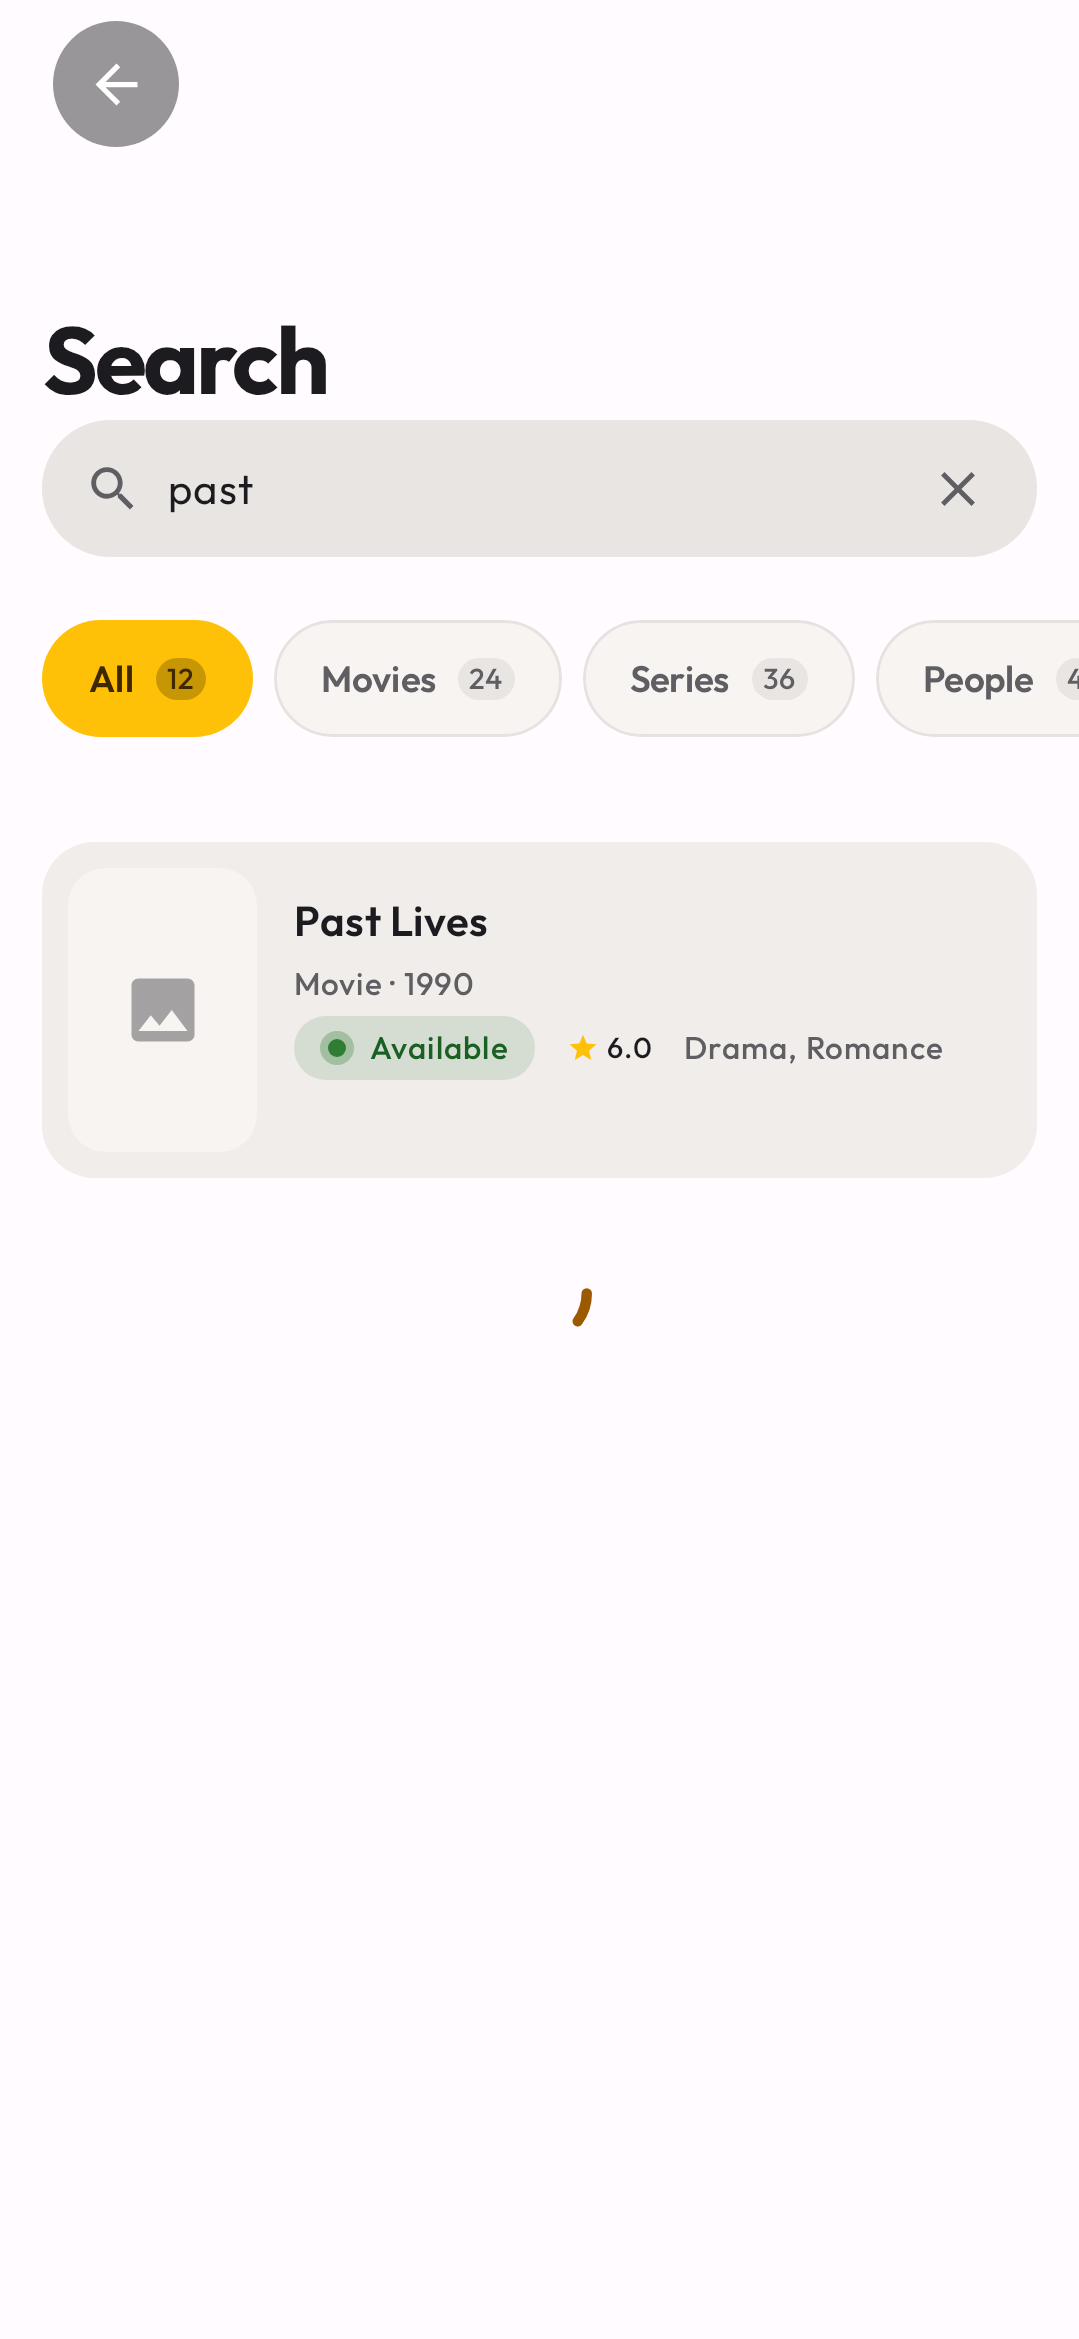 Search
past
All 12 Movies 24 Series 36 People
Past Lives
Movie · 1990
Available 6.0 Drama, Romance